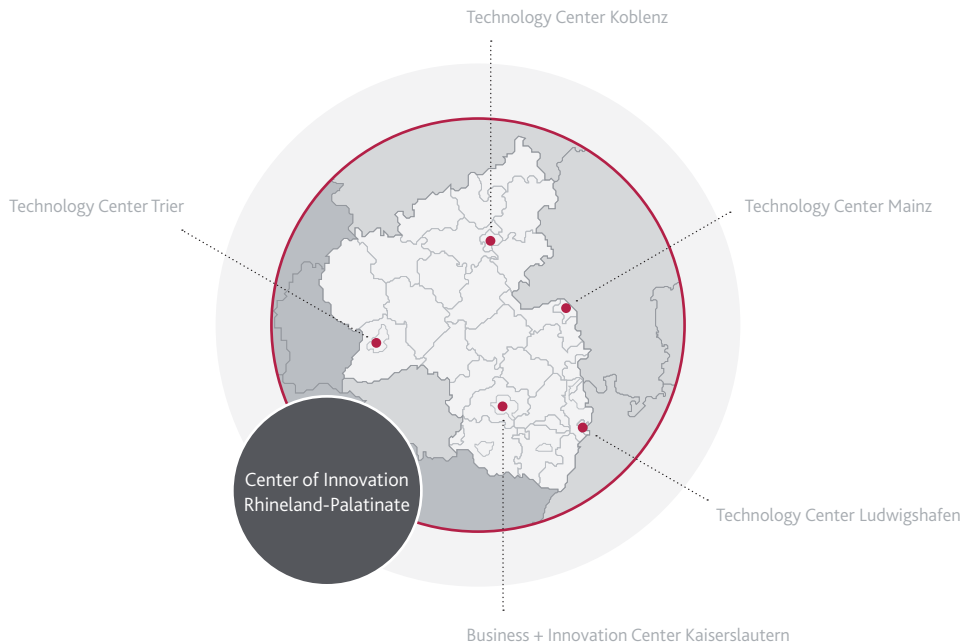 Technology Center Koblenz
Technology Center Trier
Technology Center Mainz
Center of Innovation
Rhineland-Palatinate
Technology Center Ludwigshafen
Business + Innovation Center Kaiserslautern